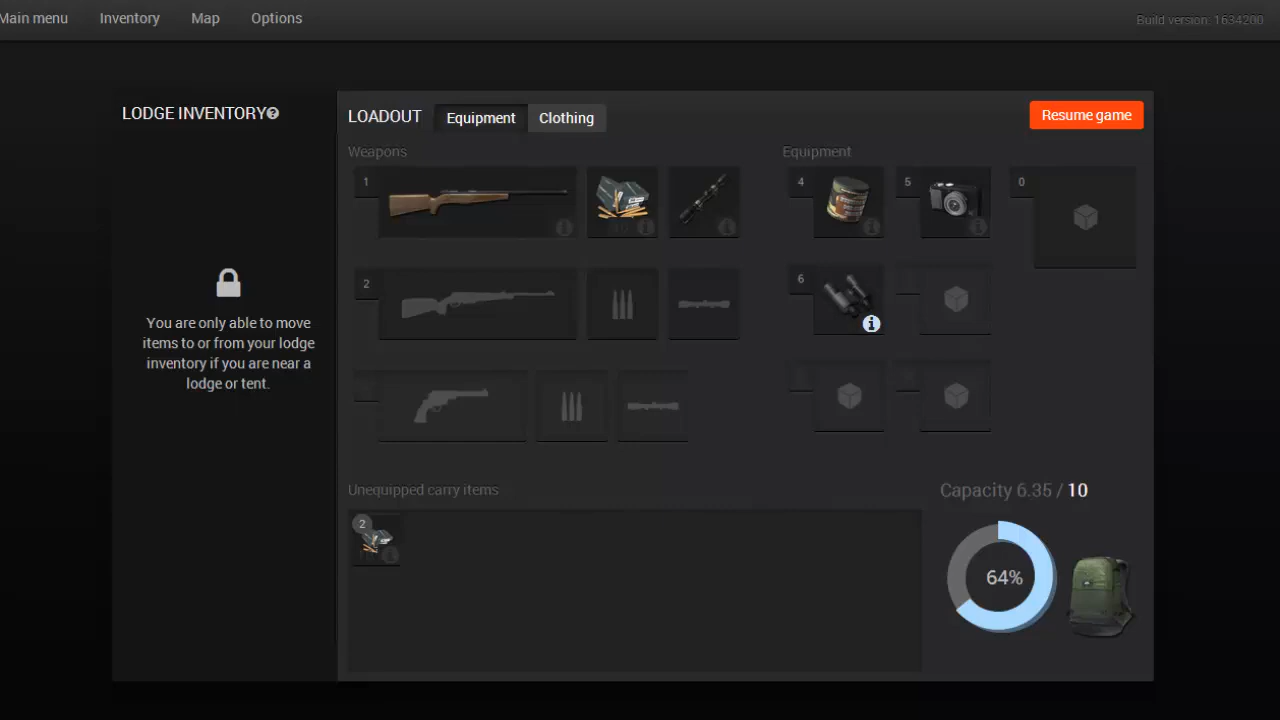 Main menu
Inventory
Map
Options
Build version: 1634200
LODGE INVENTORY
You are only able to move
items to or from your lodge
inventory if you are near a
lodge or tent.
LOADOUT
Equipment
Clothing
Resume game
Weapons
Equipment
1
4
5
0
2
6
Unequipped carry items
2
Capacity 6.35 / 10
64%